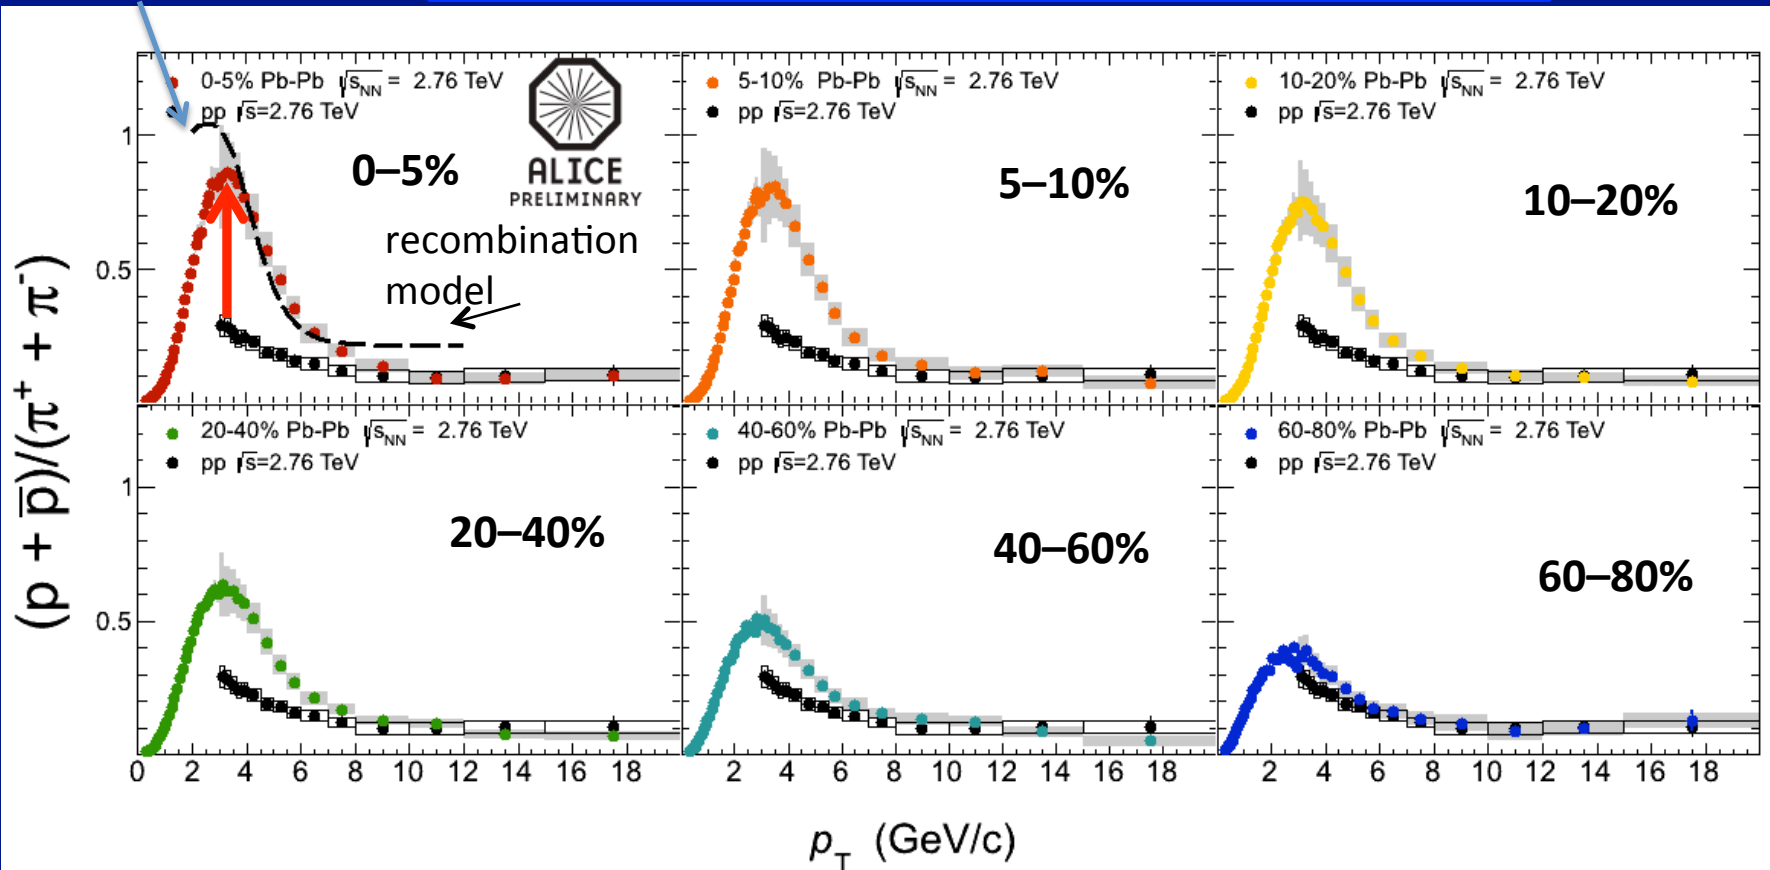 0-5% Pb-Pb √sNN = 2.76 TeV
pp √s=2.76 TeV
0–5%
ALICE
PRELIMINARY
recombination
model
5-10% Pb-Pb √sNN = 2.76 TeV
pp √s=2.76 TeV
5–10%
10-20% Pb-Pb √sNN = 2.76 TeV
pp √s=2.76 TeV
10–20%
1
0.5
20-40% Pb-Pb √sNN = 2.76 TeV
pp √s=2.76 TeV
20–40%
40-60% Pb-Pb √sNN = 2.76 TeV
pp √s=2.76 TeV
40–60%
60-80% Pb-Pb √sNN = 2.76 TeV
pp √s=2.76 TeV
60–80%
1
0.5
0 2 4 6 8 10 12 14 16 18
2 4 6 8 10 12 14 16 18
2 4 6 8 10 12 14 16 18
(p + p̅)/(π⁺ + π⁻)
pT (GeV/c)